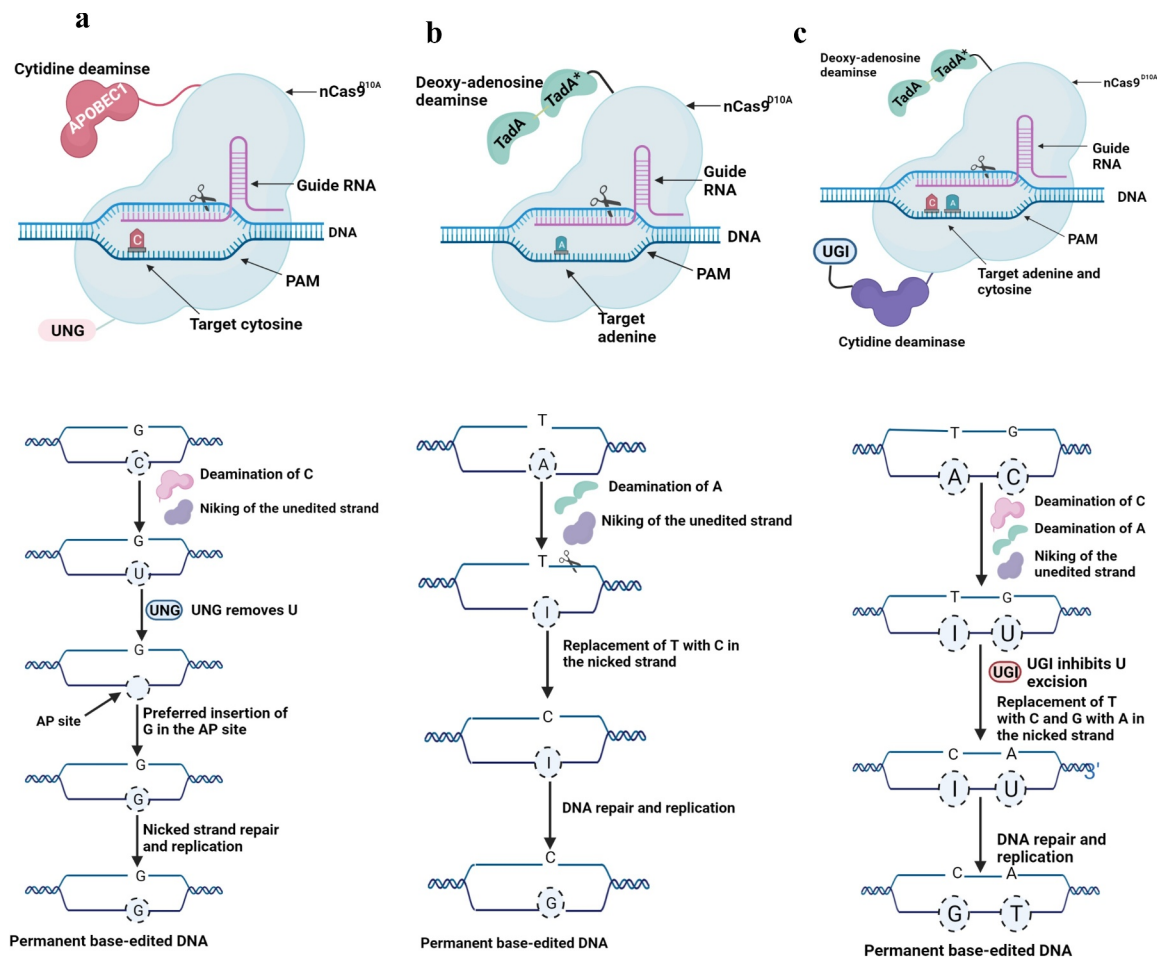 a
Cytidine deaminse
APOBEC1
nCas9D10A
Guide RNA
DNA
C
PAM
Target cytosine
UNG
G
C
Deamination of C
Niking of the unedited strand
G
U
UNG
UNG removes U
G
AP site
Preferred insertion of
G in the AP site
G
G
Nicked strand repair
and replication
G
G
Permanent base-edited DNA
b
Deoxy-adenosine
deaminse
TadA*
TadA
nCas9D10A
Guide
RNA
DNA
A
PAM
Target
adenine
T
A
Deamination of A
Niking of the unedited strand
T
I
Replacement of T with C in
the nicked strand
C
I
DNA repair and replication
C
G
Permanent base-edited DNA
c
Deoxy-adenosine
deaminse
TadA*
TadA
nCas9D10A
Guide
RNA
DNA
C A
PAM
UGI
Target adenine and
cytosine
Cytidine deaminase
T G
A C
Deamination of C
Deamination of A
Niking of the
unedited strand
T G
I U
UGI
UGI inhibits U
excision
Replacement of T
with C and G with A in
the nicked strand
C A
3'
I U
DNA repair and
replication
C A
G T
Permanent base-edited DNA